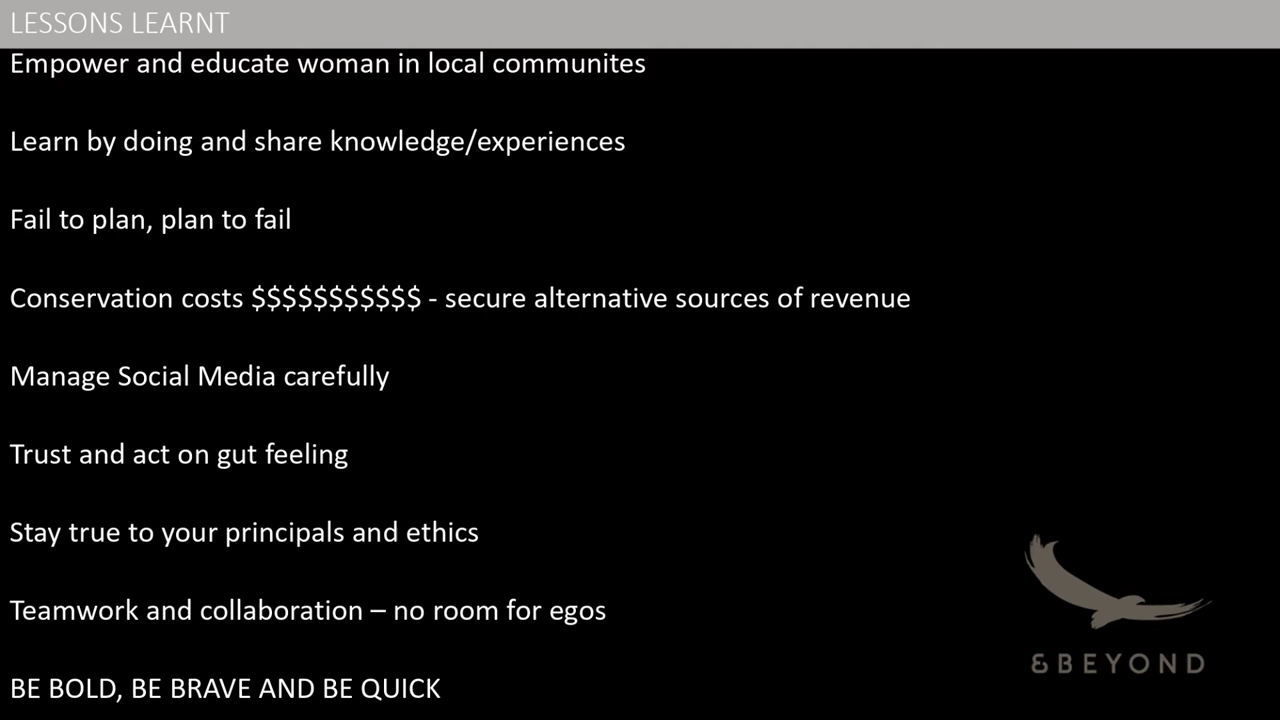 LESSONS LEARNT
Empower and educate woman in local communites
Learn by doing and share knowledge/experiences
Fail to plan, plan to fail
Conservation costs $$$$$$$$$$$ - secure alternative sources of revenue
Manage Social Media carefully
Trust and act on gut feeling
Stay true to your principals and ethics
Teamwork and collaboration – no room for egos
&BEYOND
BE BOLD, BE BRAVE AND BE QUICK